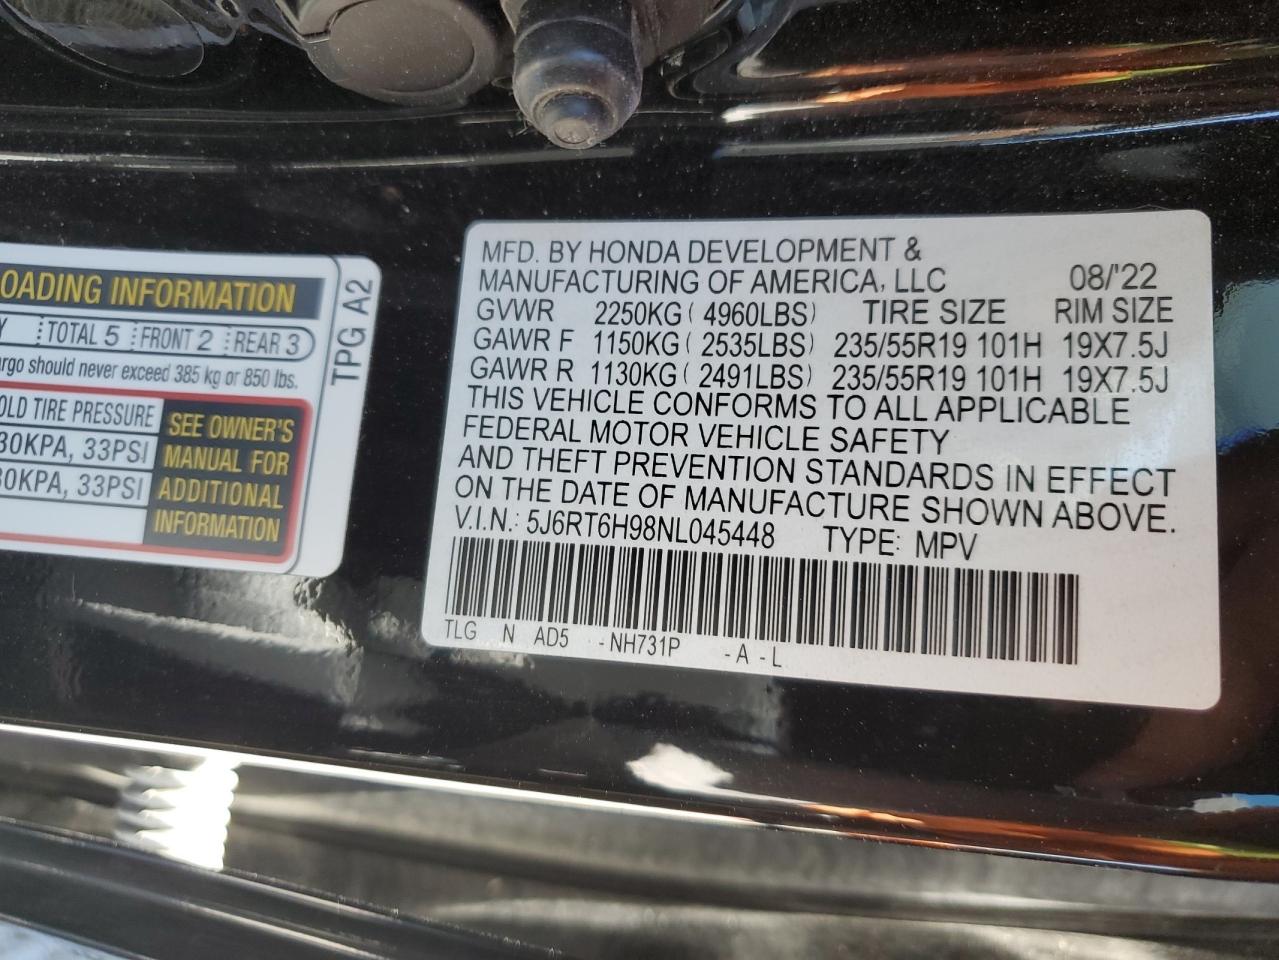 OADING INFORMATION
Y TOTAL 5 FRONT 2 REAR 3
argo should never exceed 385 kg or 850 lbs.
OLD TIRE PRESSURE
30KPA, 33PSI
30KPA, 33PSI
SEE OWNER'S
MANUAL FOR
ADDITIONAL
INFORMATION
TPG A2
MFD. BY HONDA DEVELOPMENT &
MANUFACTURING OF AMERICA, LLC 08/'22
GVWR 2250KG ( 4960LBS) TIRE SIZE RIM SIZE
GAWR F 1150KG ( 2535LBS) 235/55R19 101H 19X7.5J
GAWR R 1130KG ( 2491LBS) 235/55R19 101H 19X7.5J
THIS VEHICLE CONFORMS TO ALL APPLICABLE
FEDERAL MOTOR VEHICLE SAFETY
AND THEFT PREVENTION STANDARDS IN EFFECT
ON THE DATE OF MANUFACTURE SHOWN ABOVE.
V.I.N.: 5J6RT6H98NL045448 TYPE: MPV
TLG N AD5 - NH731P - A - L